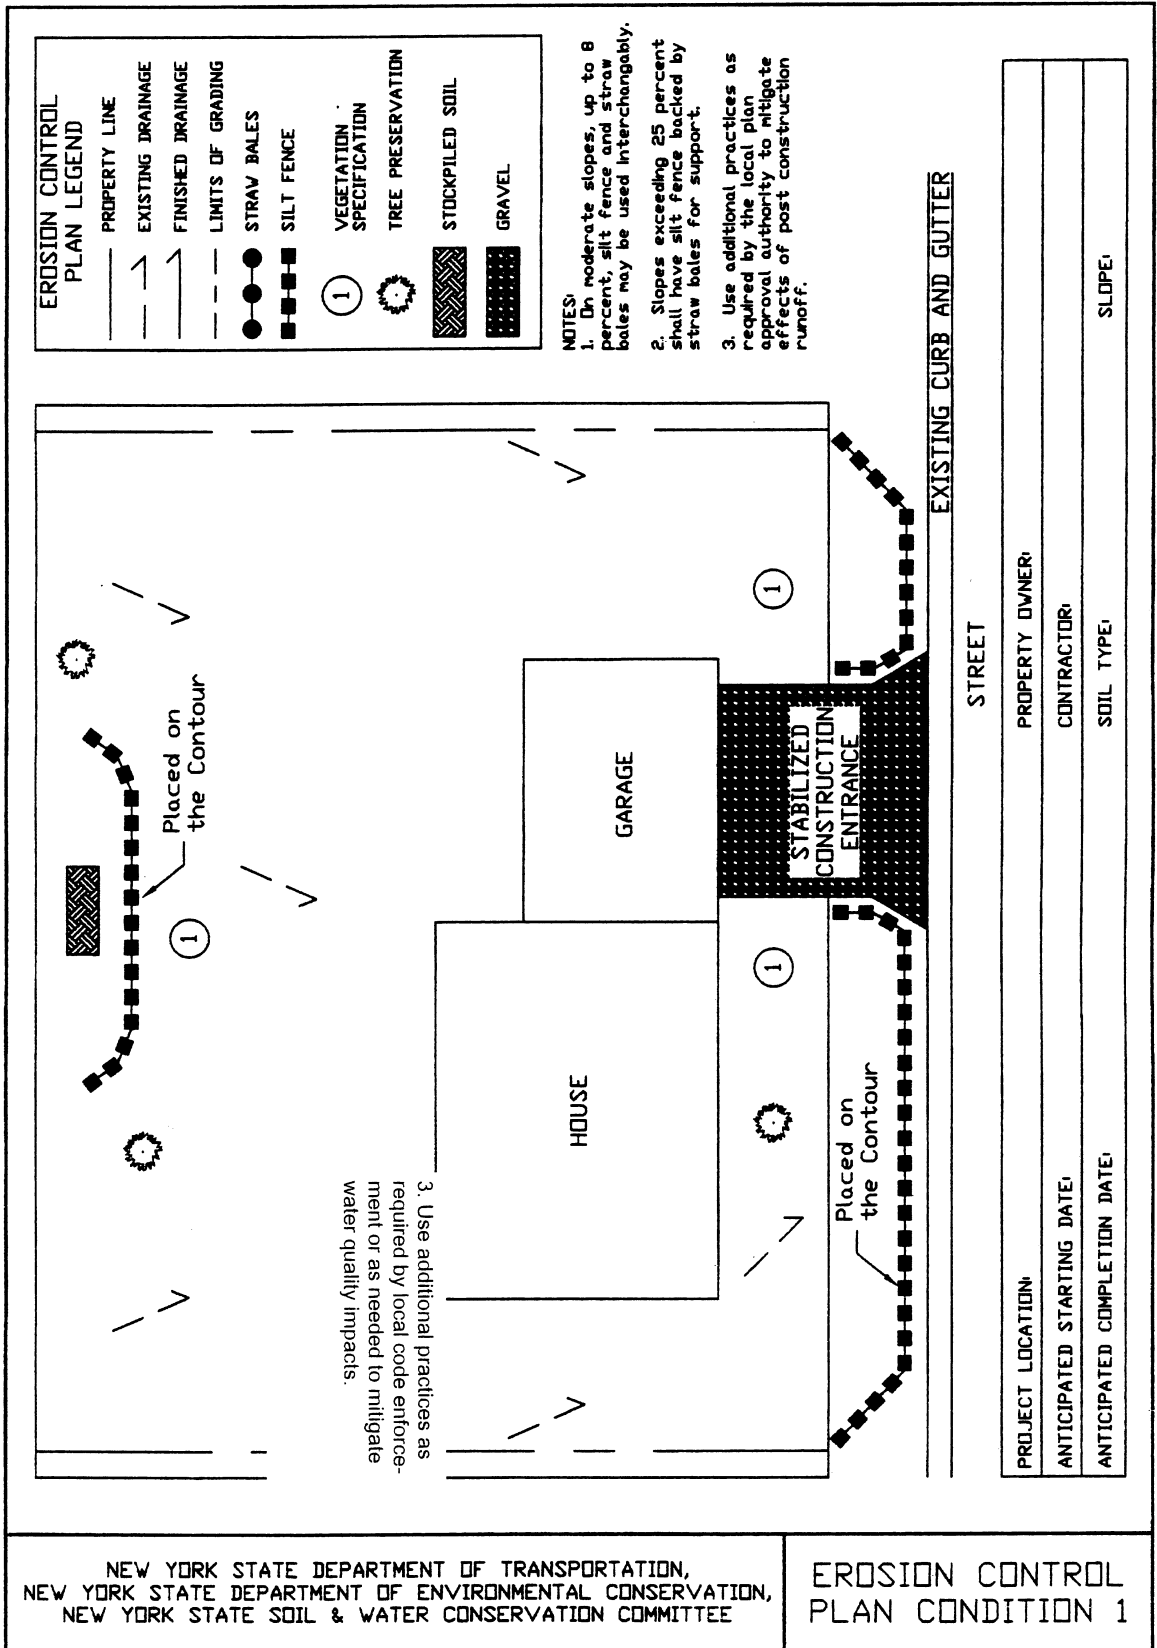 EROSION CONTROL
PLAN LEGEND
PROPERTY LINE
EXISTING DRAINAGE
FINISHED DRAINAGE
LIMITS OF GRADING
STRAW BALES
SILT FENCE
1
VEGETATION
SPECIFICATION
TREE PRESERVATION
STOCKPILED SOIL
GRAVEL
NOTES:
1. On moderate slopes, up to 8
percent, silt fence and straw
bales may be used interchangably.
2. Slopes exceeding 25 percent
shall have silt fence backed by
straw bales for support.
3. Use additional practices as
required by the local plan
approval authority to mitigate
effects of post construction
runoff.
Placed on
the Contour
1
GARAGE
HOUSE
3. Use additional practices as
required by local code enforce-
ment or as needed to mitigate
water quality impacts.
1
1
STABILIZED
CONSTRUCTION
ENTRANCE
Placed on
the Contour
EXISTING CURB AND GUTTER
STREET
PROJECT LOCATION:
PROPERTY OWNER:
ANTICIPATED STARTING DATE:
CONTRACTOR:
ANTICIPATED COMPLETION DATE:
SOIL TYPE:
SLOPE:
NEW YORK STATE DEPARTMENT OF TRANSPORTATION,
NEW YORK STATE DEPARTMENT OF ENVIRONMENTAL CONSERVATION,
NEW YORK STATE SOIL & WATER CONSERVATION COMMITTEE
EROSION CONTROL
PLAN CONDITION 1